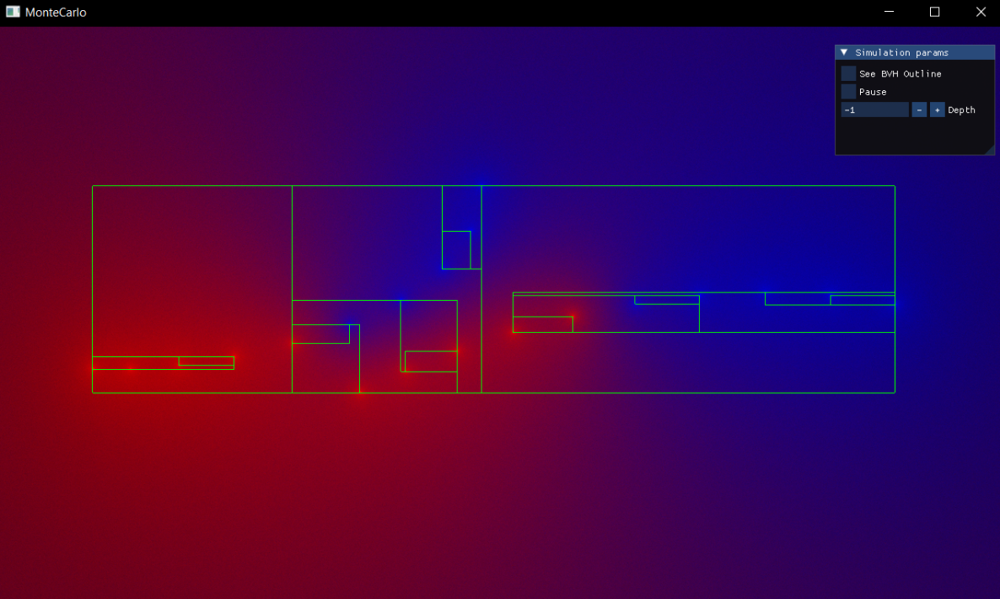 MonteCarlo
Simulation params
See BVH Outline
Pause
-1 - + Depth